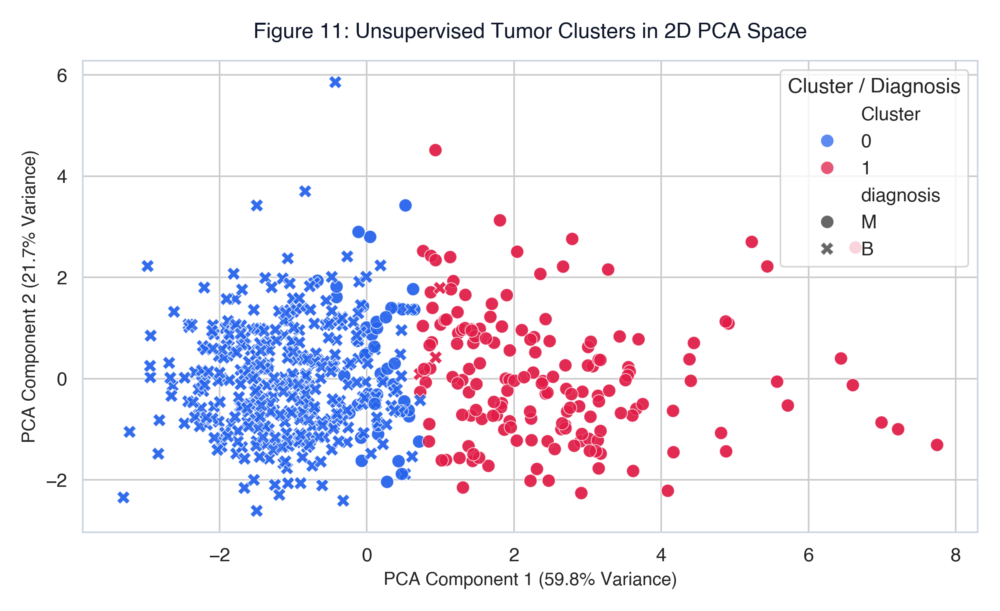 Figure 11: Unsupervised Tumor Clusters in 2D PCA Space
6
4
2
0
−2
PCA Component 2 (21.7% Variance)
Cluster / Diagnosis
Cluster
0
1
diagnosis
M
B
−2
0
2
4
6
8
PCA Component 1 (59.8% Variance)